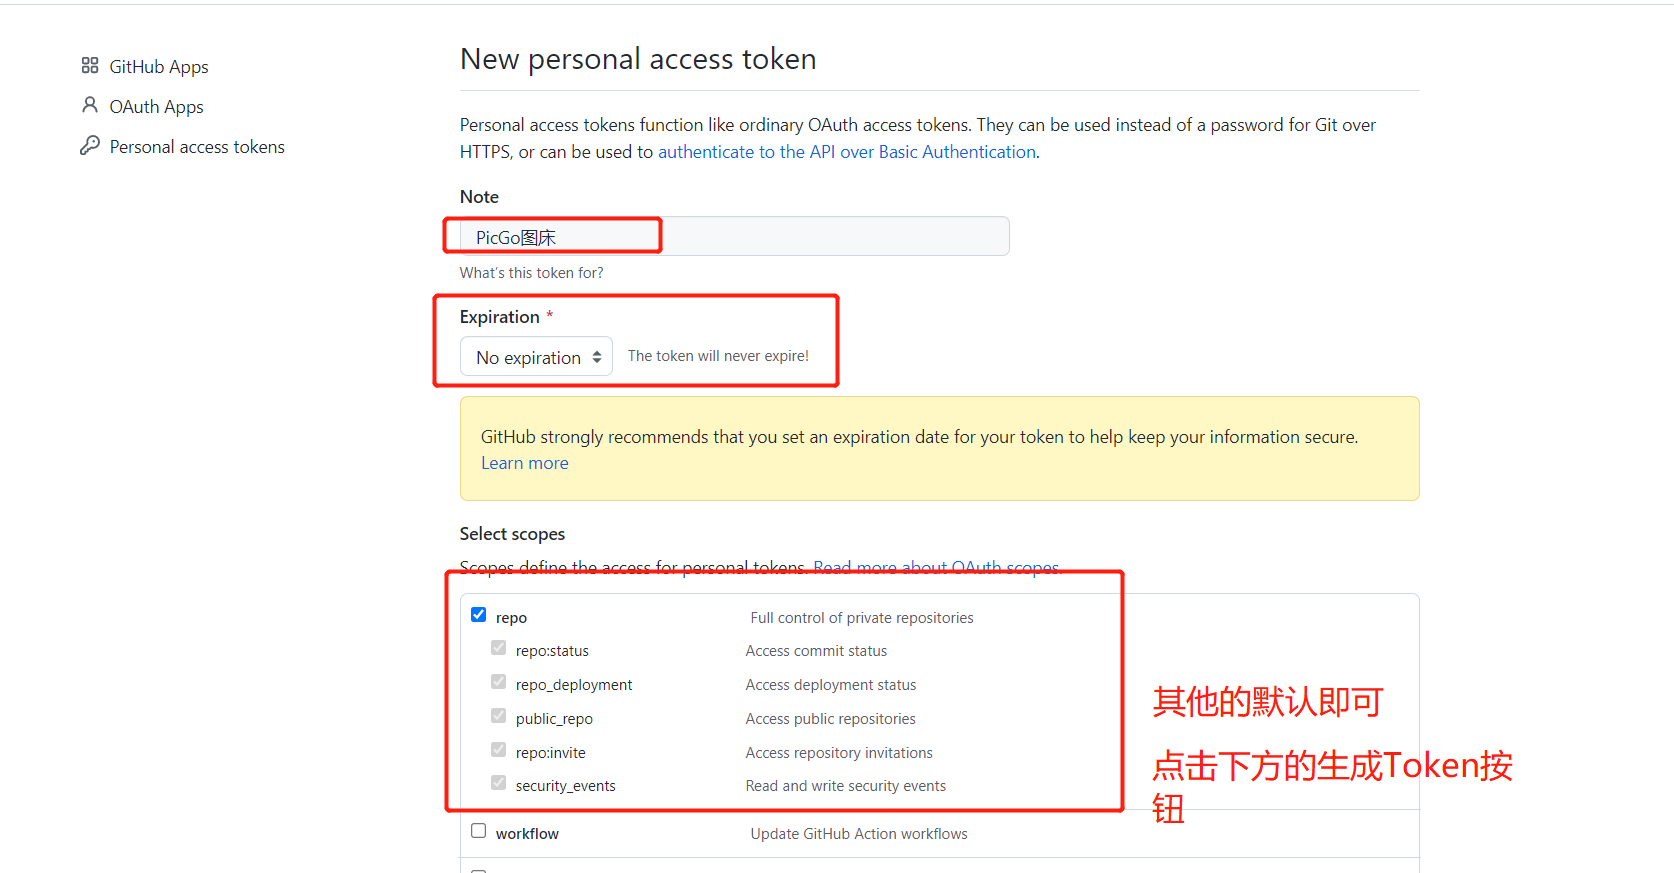 GitHub Apps
OAuth Apps
Personal access tokens
New personal access token
Personal access tokens function like ordinary OAuth access tokens. They can be used instead of a password for Git over
HTTPS, or can be used to authenticate to the API over Basic Authentication.
Note
PicGo图床
What's this token for?
Expiration *
No expiration The token will never expire!
GitHub strongly recommends that you set an expiration date for your token to help keep your information secure.
Learn more
Select scopes
Scopes define the access for personal tokens. Read more about OAuth scopes.
repo Full control of private repositories
repo:status Access commit status
repo_deployment Access deployment status
public_repo Access public repositories
repo:invite Access repository invitations
security_events Read and write security events
其他的默认即可
点击下方的生成Token按
钮
workflow Update GitHub Action workflows